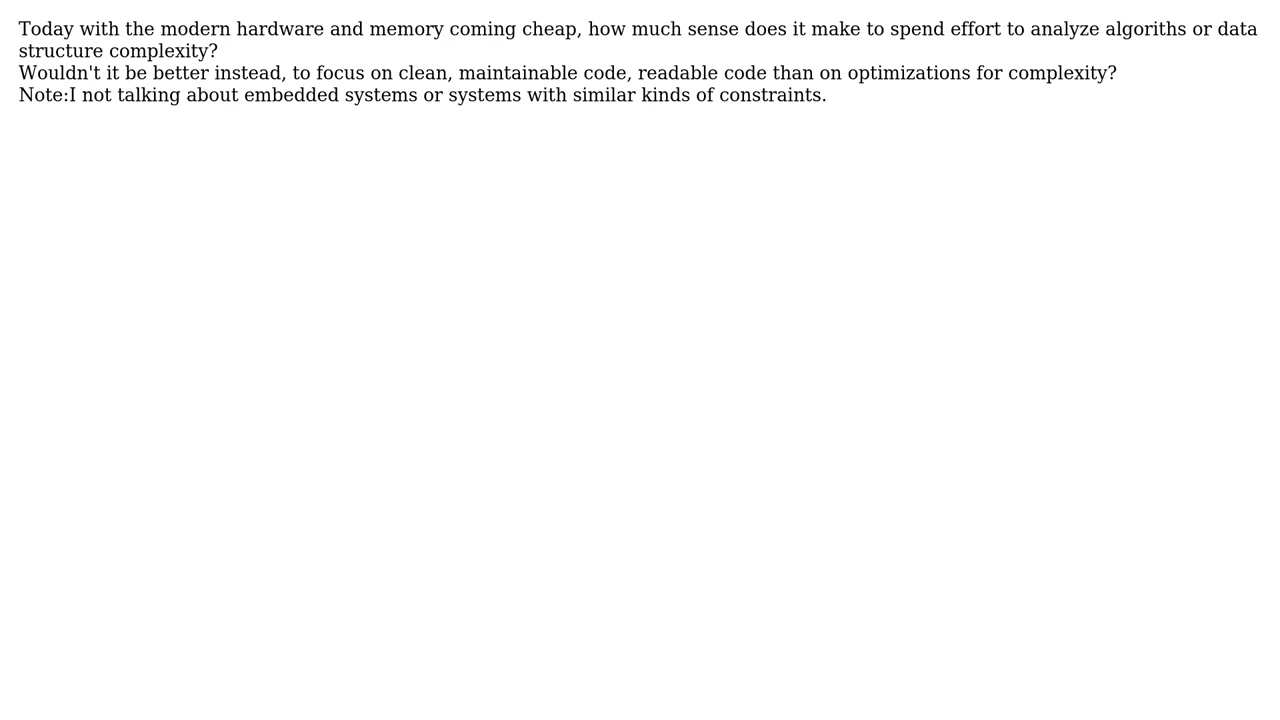 Today with the modern hardware and memory coming cheap, how much sense does it make to spend effort to analyze algoriths or data
structure complexity?
Wouldn't it be better instead, to focus on clean, maintainable code, readable code than on optimizations for complexity?
Note:I not talking about embedded systems or systems with similar kinds of constraints.